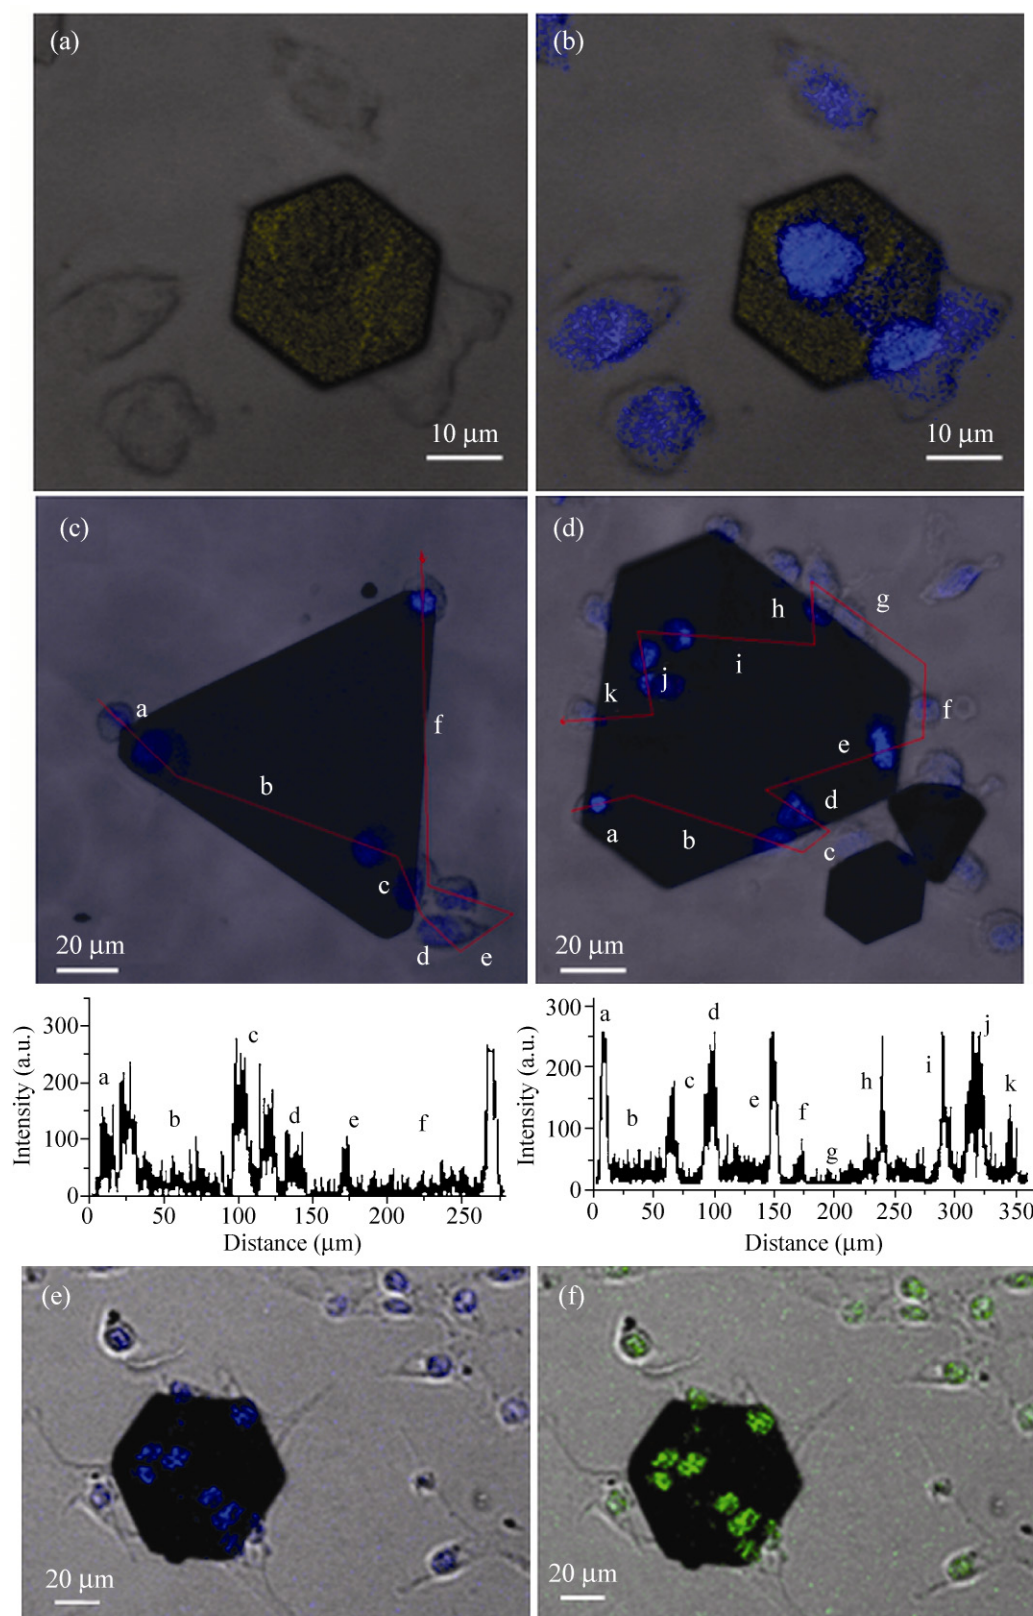 (a)
(b)
10 μm
10 μm
(c)
(d)
a
b
c
d
e
f
20 μm
a
b
c
d
e
f
g
h
i
j
k
20 μm
Intensity (a.u.)
300
200
100
0
a
b
c
d
e
f
0 50 100 150 200 250
Distance (μm)
Intensity (a.u.)
300
200
100
0
a
b
c
d
e
f
g
h
i
j
k
0 50 100 150 200 250 300 350
Distance (μm)
(e)
(f)
20 μm
20 μm